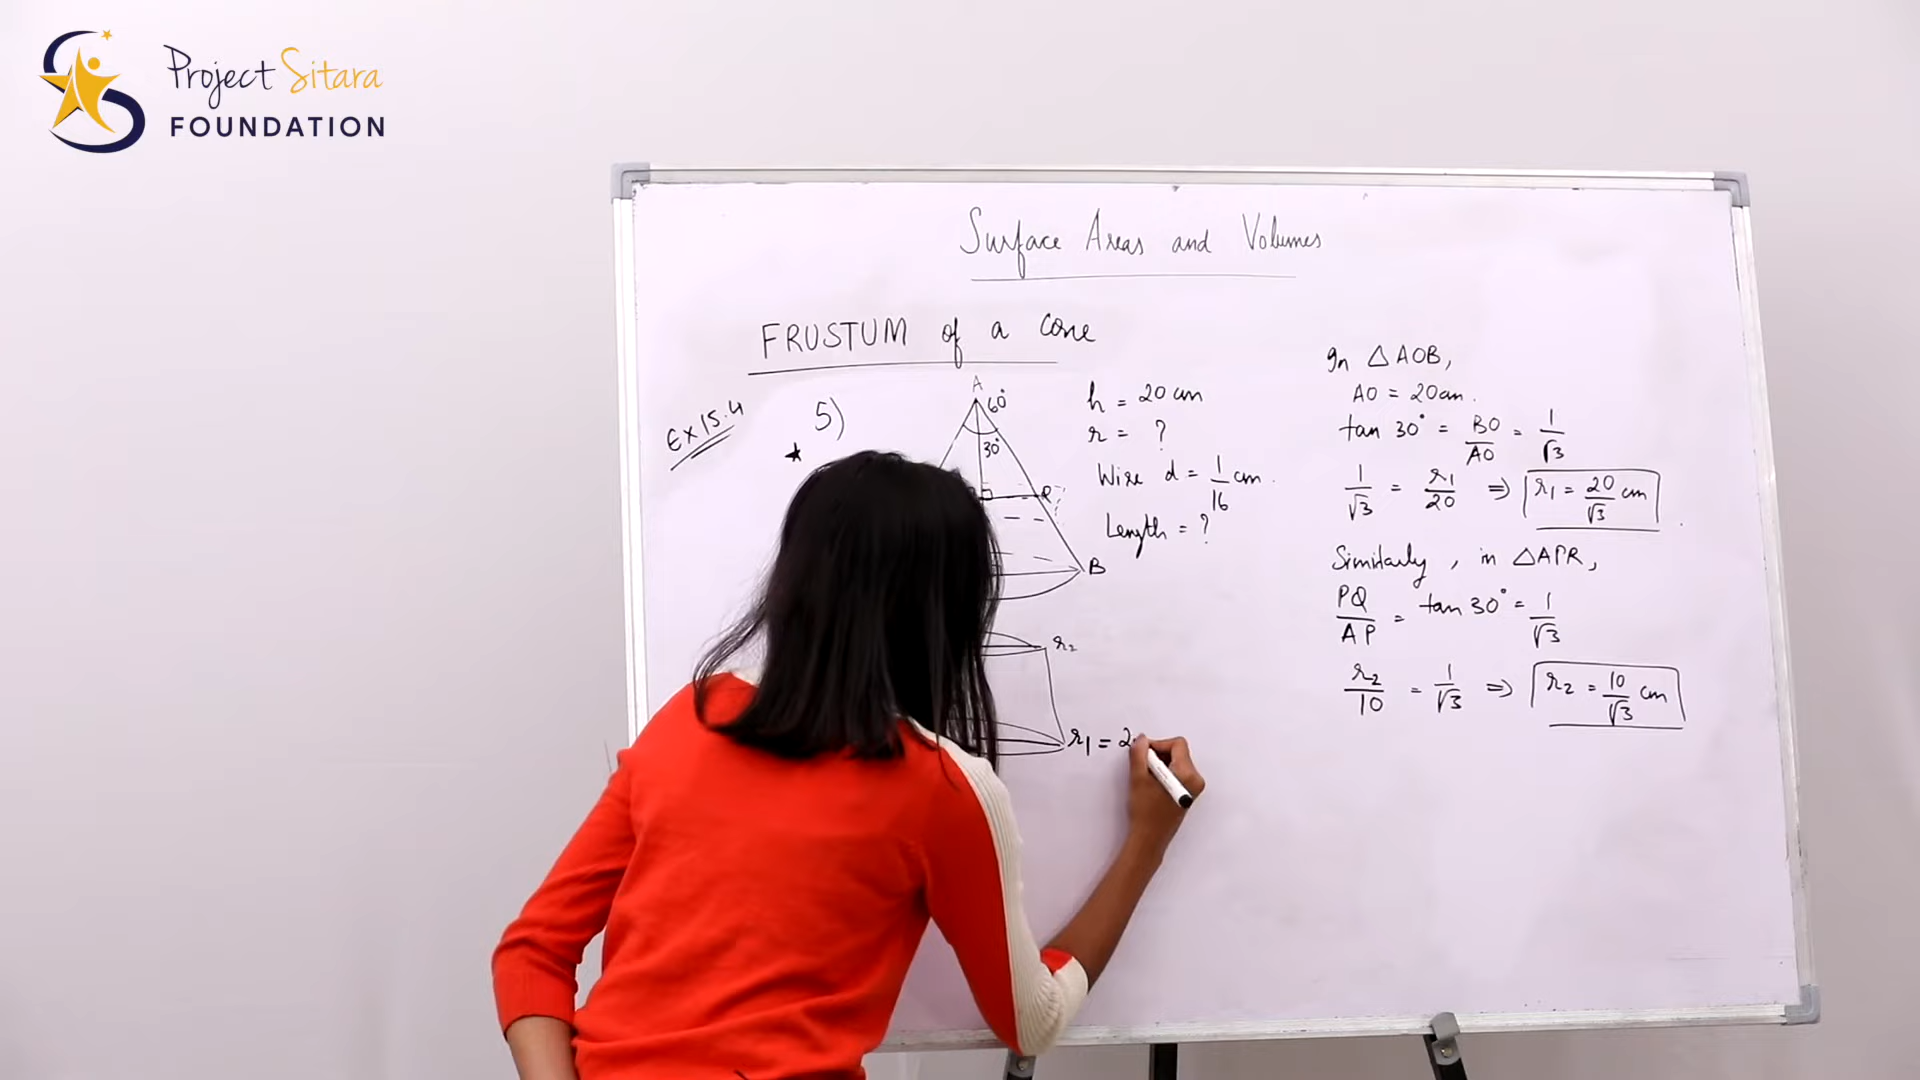 Project Sitara
FOUNDATION
Surface Areas and Volumes
FRUSTUM of a cone
Ex 15.4
★ 5)
A
60°
30°
R
B
r₂
r₁ = 2
h = 20 cm
r = ?
Wire d = 1/16 cm.
Length = ?
In △AOB,
AO = 20cm.
tan 30° = BO/AO = 1/√3
1/√3 = r₁/20 ⇒ r₁ = 20/√3 cm
Similarly, in △APR,
PQ/AP = tan 30° = 1/√3
r₂/10 = 1/√3 ⇒ r₂ = 10/√3 cm